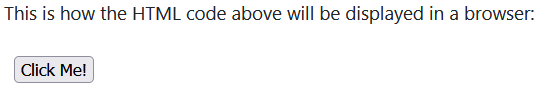 This is how the HTML code above will be displayed in a browser:
Click Me!